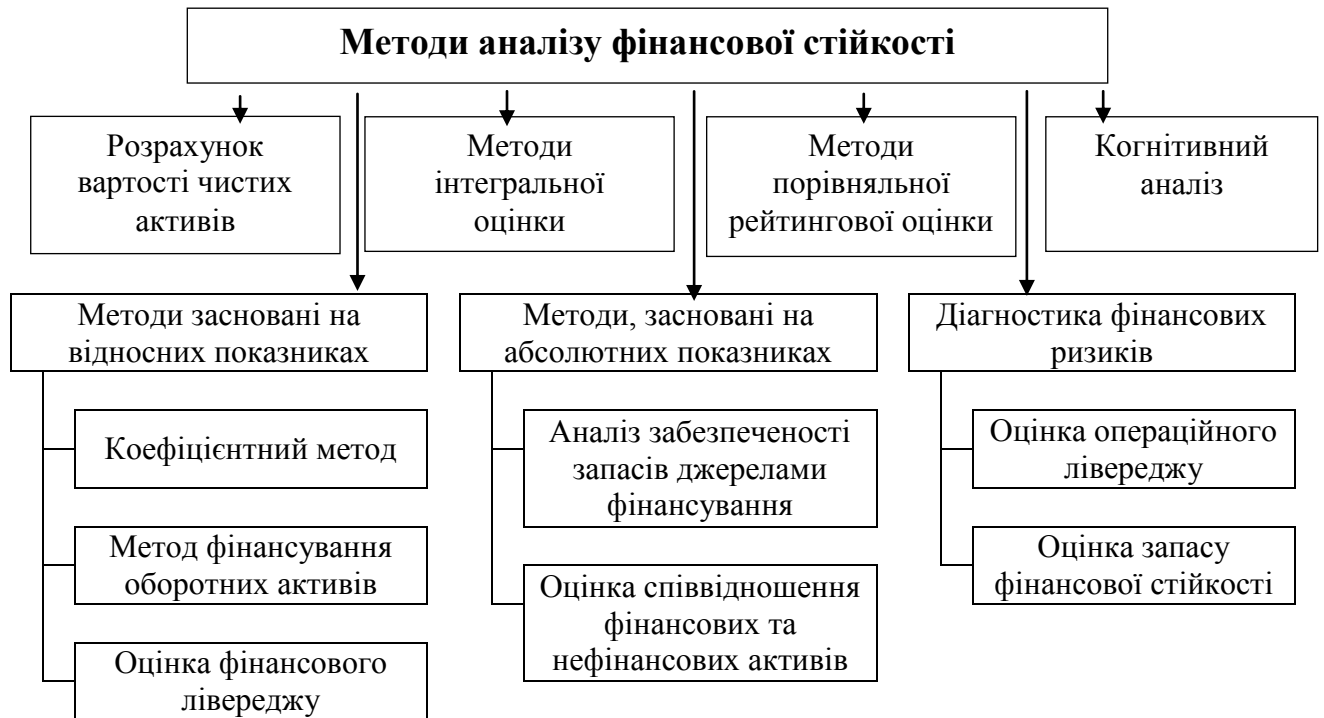 Методи аналізу фінансової стійкості
Розрахунок
вартості чистих
активів
Методи
інтегральної
оцінки
Методи
порівняльної
рейтингової оцінки
Когнітивний
аналіз
Методи засновані на
відносних показниках
Методи, засновані на
абсолютних показниках
Діагностика фінансових
ризиків
Коефіцієнтний метод
Метод фінансування
оборотних активів
Оцінка фінансового
лівереджу
Аналіз забезпеченості
запасів джерелами
фінансування
Оцінка співвідношення
фінансових та
нефінансових активів
Оцінка операційного
лівереджу
Оцінка запасу
фінансової стійкості